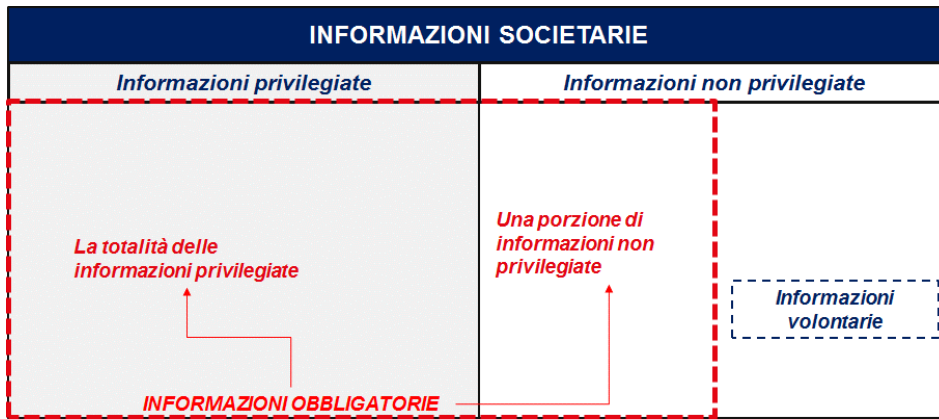 INFORMAZIONI SOCIETARIE
Informazioni privilegiate
Informazioni non privilegiate
La totalità delle
informazioni privilegiate
Una porzione di
informazioni non
privilegiate
Informazioni
volontarie
INFORMAZIONI OBBLIGATORIE